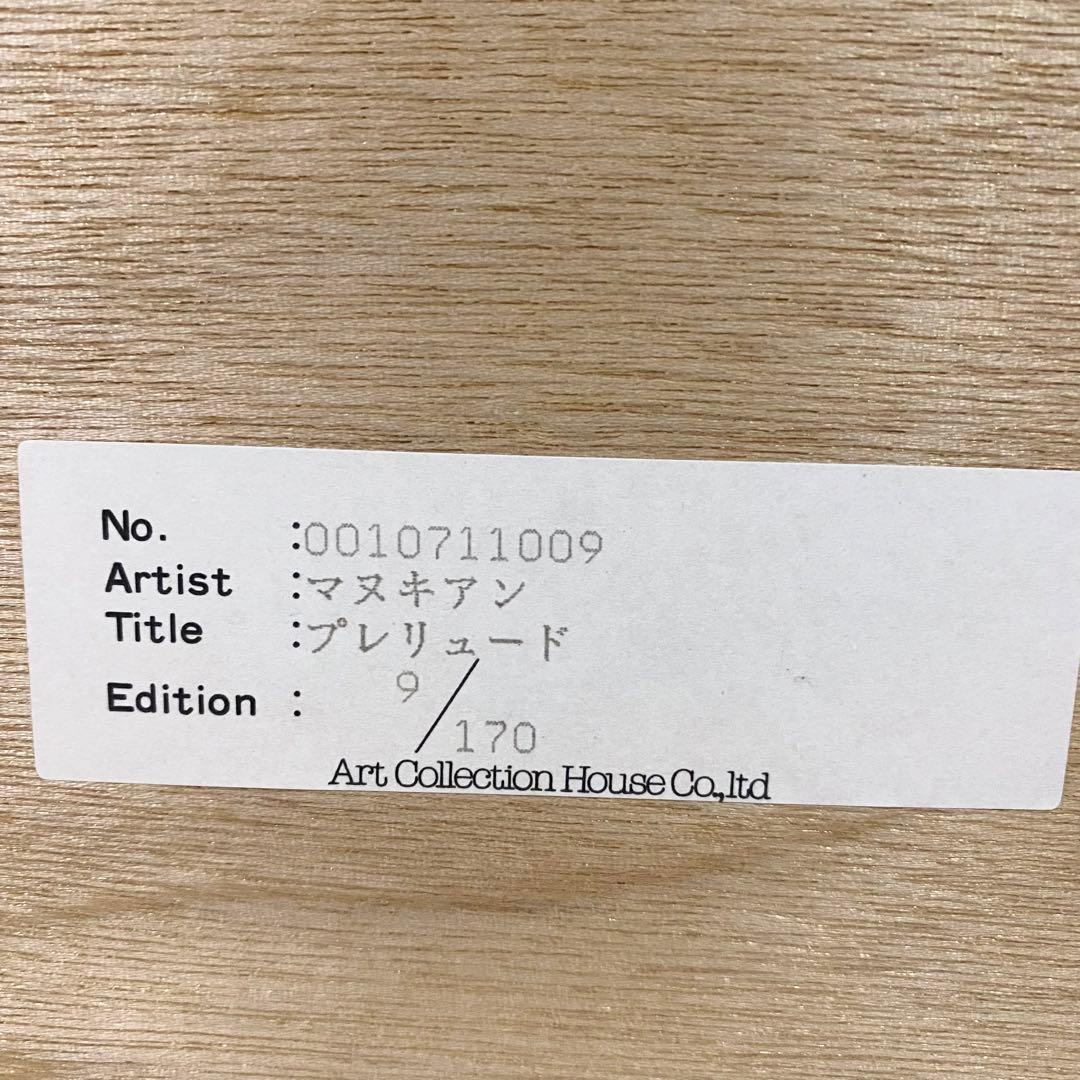 No. :0010711009
Artist :マヌキアン
Title :プレリュード
Edition : 9/170
Art Collection House Co.,ltd